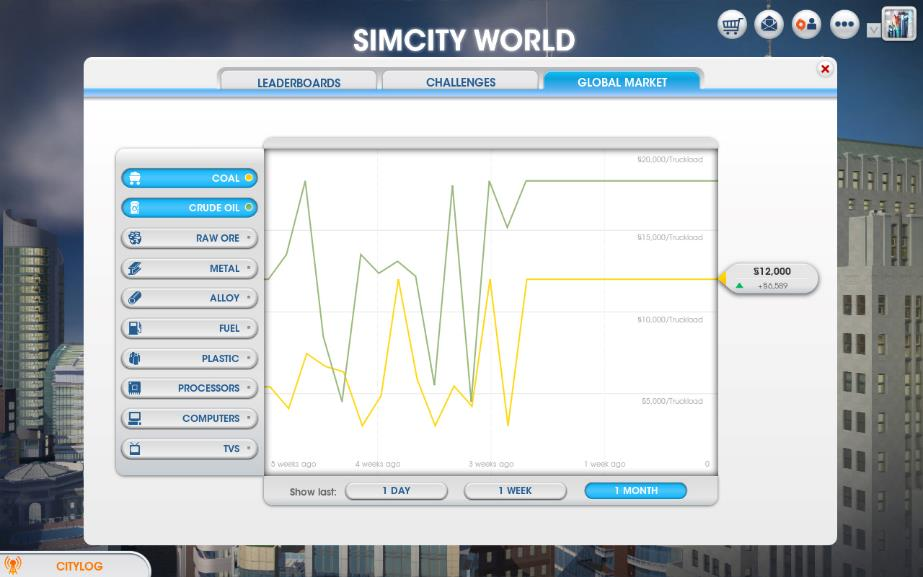 SIMCITY WORLD
LEADERBOARDS
CHALLENGES
GLOBAL MARKET
COAL
CRUDE OIL
RAW ORE
METAL
ALLOY
FUEL
PLASTIC
PROCESSORS
COMPUTERS
TVS
§20,000/Truckload
§15,000/Truckload
§10,000/Truckload
§5,000/Truckload
§12,000
+§6,589
5 weeks ago
4 weeks ago
3 weeks ago
1 week ago
0
Show last:
1 DAY
1 WEEK
1 MONTH
CITYLOG